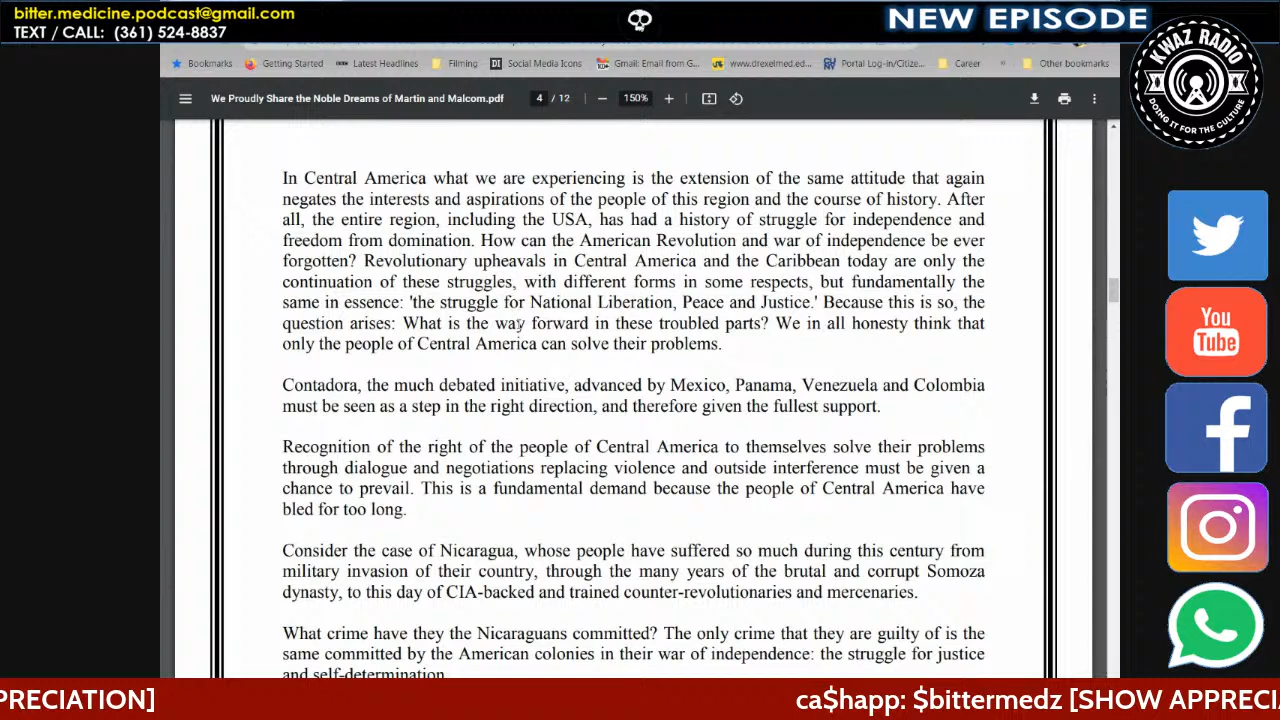 bitter.medicine.podcast@gmail.com
TEXT / CALL: (361) 524-8837
NEW EPISODE
KWAZ RADIO
DOING IT FOR THE CULTURE
Bookmarks Getting Started Latest Headlines Filming Social Media Icons Gmail: Email from G... www.drexelmed.ed... Portal Log-in/Citize... Career Other bookmarks
We Proudly Share the Noble Dreams of Martin and Malcom.pdf 4 / 12 — 150% +
In Central America what we are experiencing is the extension of the same attitude that again
negates the interests and aspirations of the people of this region and the course of history. After
all, the entire region, including the USA, has had a history of struggle for independence and
freedom from domination. How can the American Revolution and war of independence be ever
forgotten? Revolutionary upheavals in Central America and the Caribbean today are only the
continuation of these struggles, with different forms in some respects, but fundamentally the
same in essence: 'the struggle for National Liberation, Peace and Justice.' Because this is so, the
question arises: What is the way forward in these troubled parts? We in all honesty think that
only the people of Central America can solve their problems.
Contadora, the much debated initiative, advanced by Mexico, Panama, Venezuela and Colombia
must be seen as a step in the right direction, and therefore given the fullest support.
Recognition of the right of the people of Central America to themselves solve their problems
through dialogue and negotiations replacing violence and outside interference must be given a
chance to prevail. This is a fundamental demand because the people of Central America have
bled for too long.
Consider the case of Nicaragua, whose people have suffered so much during this century from
military invasion of their country, through the many years of the brutal and corrupt Somoza
dynasty, to this day of CIA-backed and trained counter-revolutionaries and mercenaries.
What crime have they the Nicaraguans committed? The only crime that they are guilty of is the
same committed by the American colonies in their war of independence: the struggle for justice
and self-determination.
You
Tube
PRECIATION] ca$happ: $bittermedz [SHOW APPRECIA